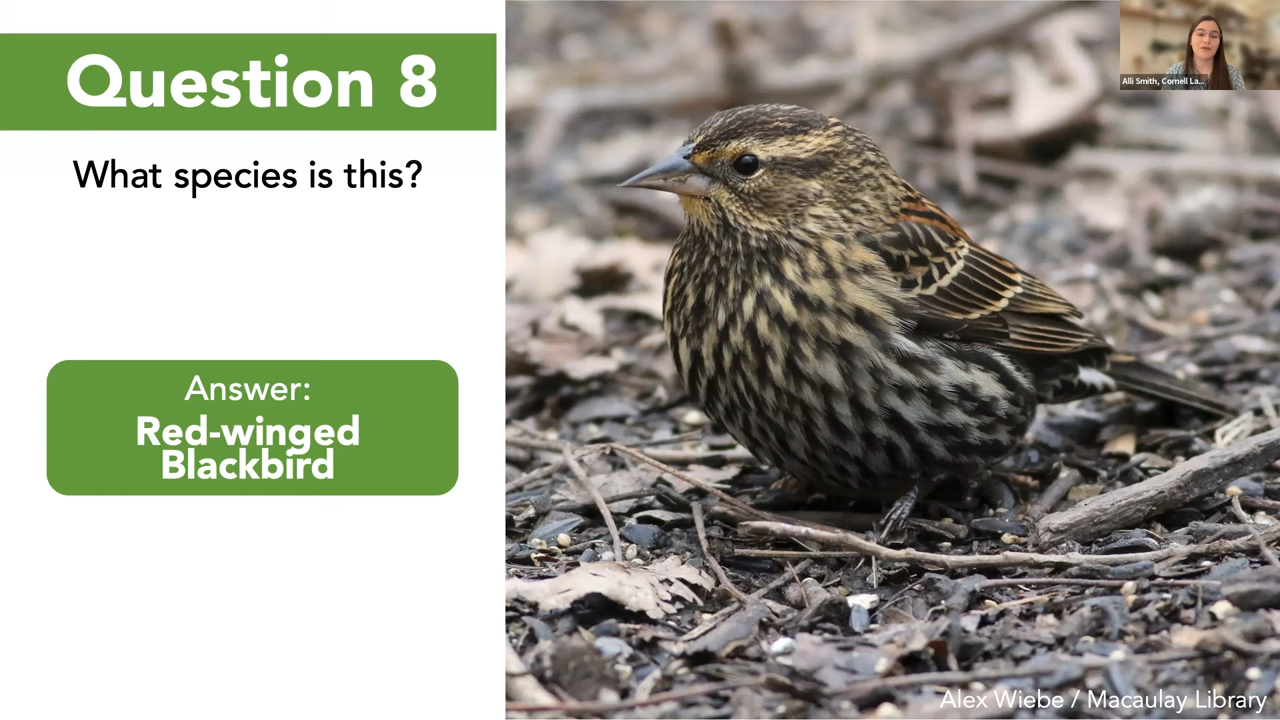 Question 8
What species is this?
Answer:
Red-winged
Blackbird
Alli Smith, Cornell La...
Alex Wiebe / Macaulay Library